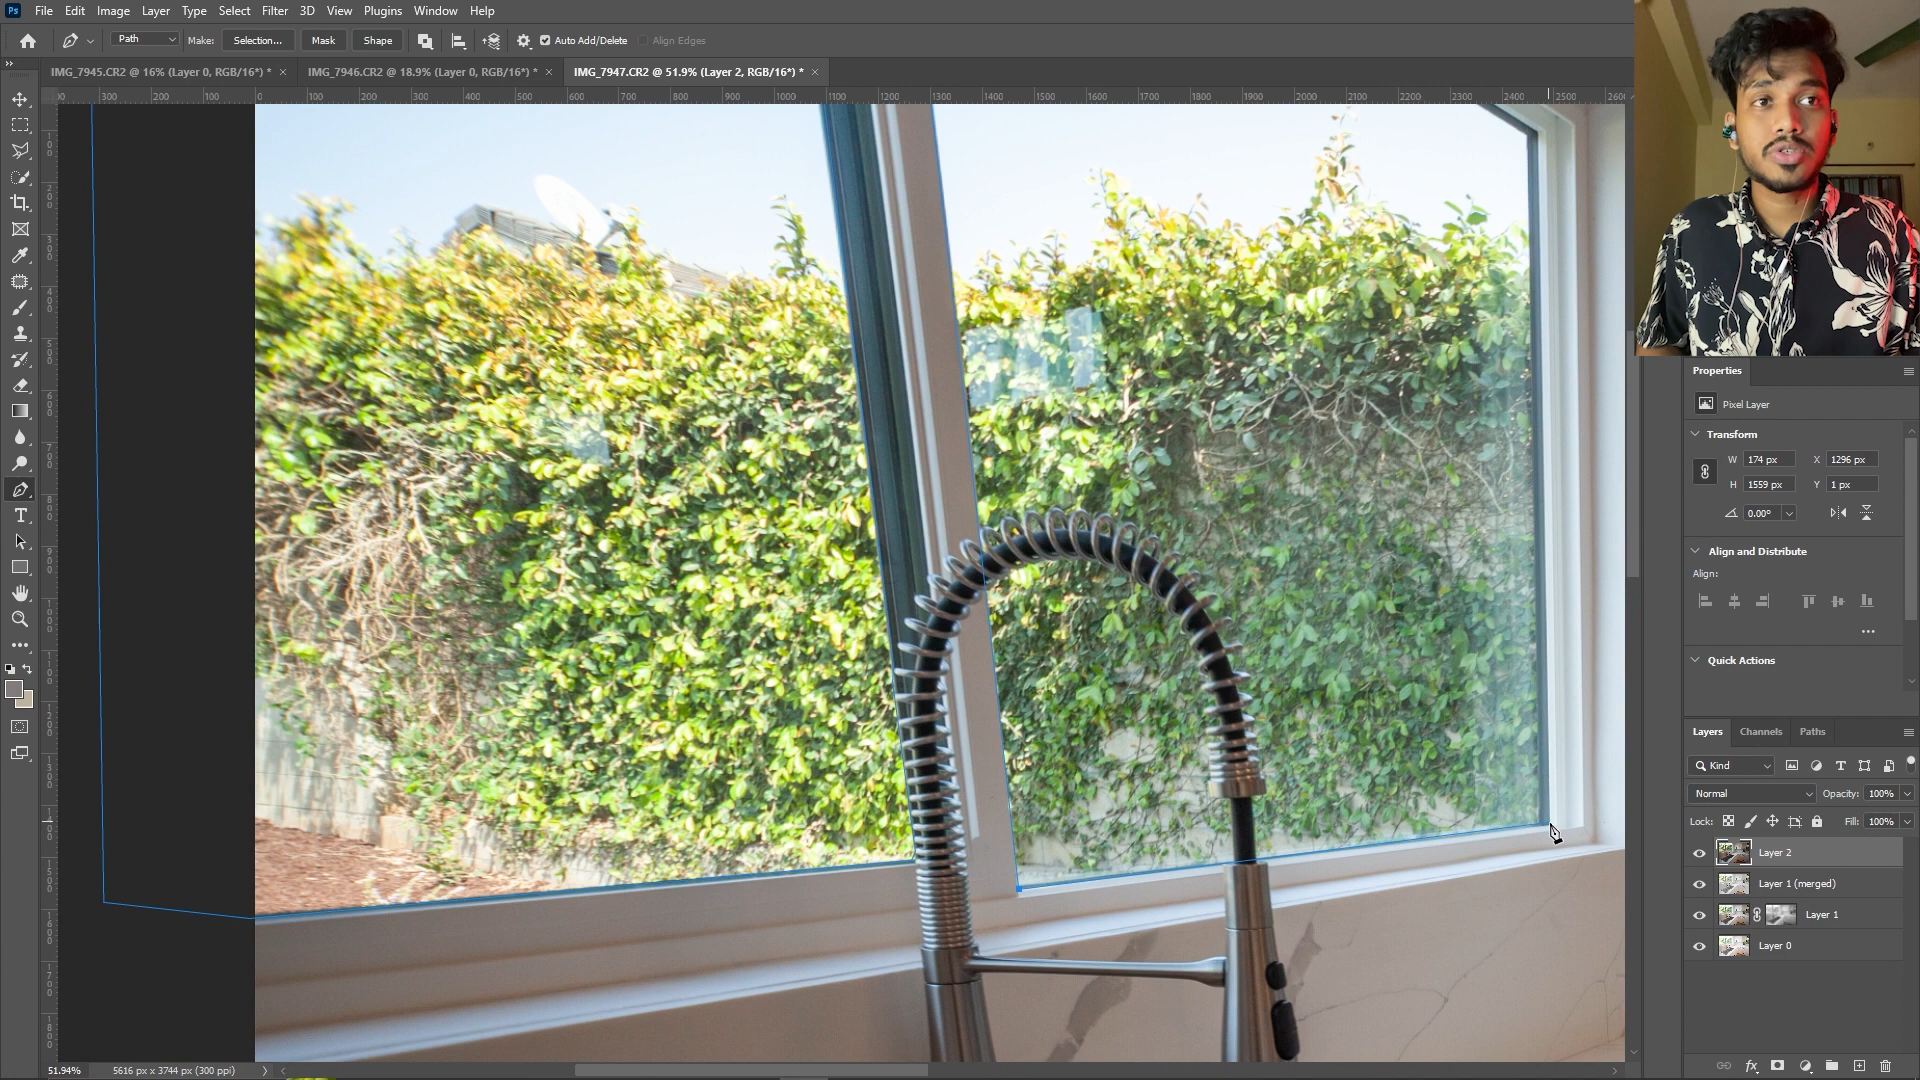 Ps File Edit Image Layer Type Select Filter 3D View Plugins Window Help
Path Make: Selection... Mask Shape Auto Add/Delete Align Edges
IMG_7945.CR2 @ 16% (Layer 0, RGB/16*) * × IMG_7946.CR2 @ 18.9% (Layer 0, RGB/16*) * × IMG_7947.CR2 @ 51.9% (Layer 2, RGB/16*) * ×
300 200 100 0 100 200 300 400 500 600 700 800 900 1000 1100 1200 1300 1400 1500 1600 1700 1800 1900 2000 2100 2200 2300 2400 2500
Properties
Pixel Layer
Transform
W 174 px X 1296 px
H 1559 px Y 1 px
0.00°
Align and Distribute
Align:
Quick Actions
Layers Channels Paths
Kind
Normal Opacity: 100%
Lock: Fill: 100%
Layer 2
Layer 1 (merged)
Layer 1
Layer 0
51.94% 5616 px x 3744 px (300 ppi)